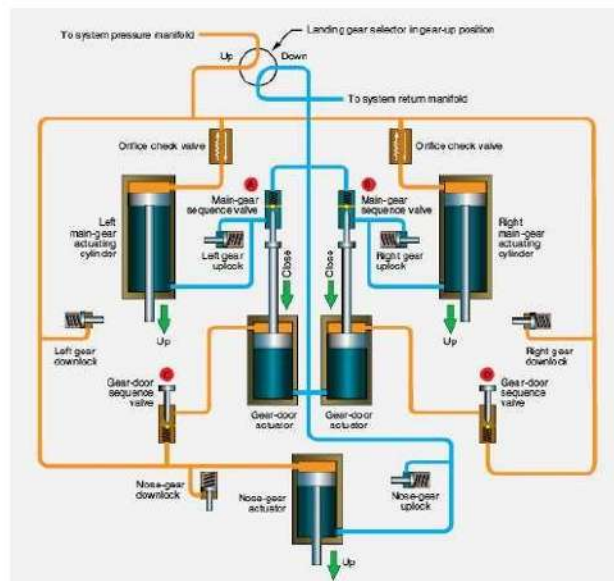 Landing gear selector in gear-up position
To system pressure manifold
Up
Down
To system return manifold
Orifice check valve
Orifice check valve
A
B
Main-gear
sequence valve
Main-gear
sequence valve
Left
main-gear
actuating
cylinder
Right
main-gear
actuating
cylinder
Left gear
uplock
Right gear
uplock
Close
Close
Up
Up
Left gear
downlock
Right gear
downlock
Gear-door
sequence
valve
C
D
Gear-door
sequence
valve
Gear-door
actuator
Gear-door
actuator
Nose-gear
downlock
Nose-gear
actuator
Nose-gear
uplock
Up